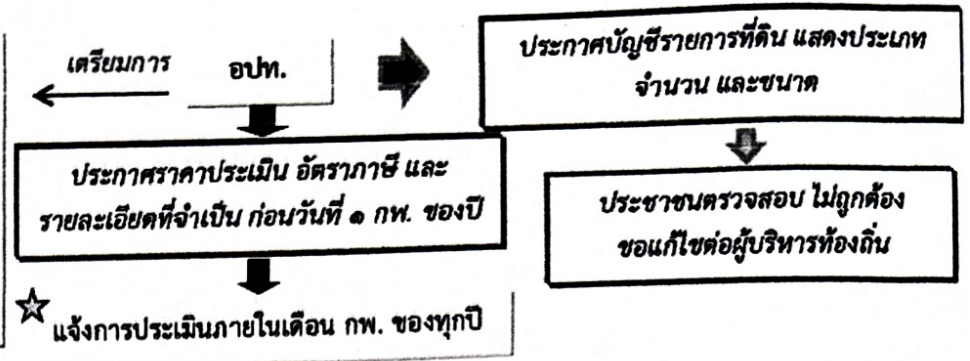 เตรียมการ
อปท.
ประกาศบัญชีรายการที่ดิน แสดงประเภท
จำนวน และขนาด
ประกาศราคาประเมิน อัตราภาษี และ
รายละเอียดที่จำเป็น ก่อนวันที่ ๑ กพ. ของปี
ประชาชนตรวจสอบ ไม่ถูกต้อง
ขอแก้ไขต่อผู้บริหารท้องถิ่น
แจ้งการประเมินภายในเดือน กพ. ของทุกปี